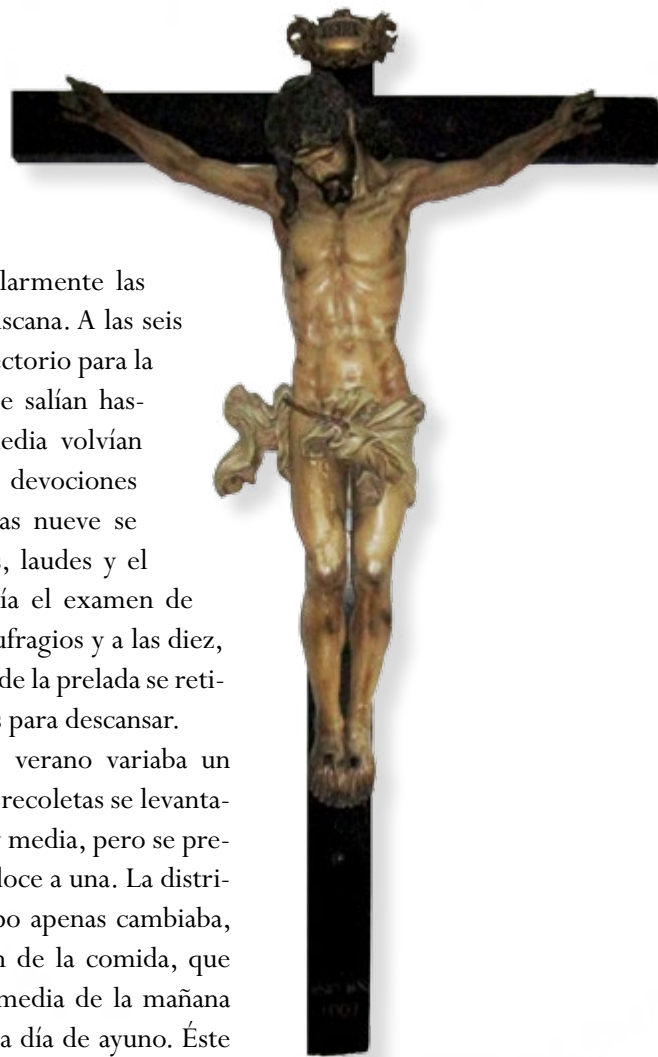 larmente las
iscana. A las seis
ectorio para la
e salían has-
edia volvían
devociones
as nueve se
s, laudes y el
ía el examen de
ufragios y a las diez,
de la prelada se reti-
s para descansar.
verano variaba un
recoletas se levanta-
y media, pero se pre-
doce a una. La distri-
po apenas cambiaba,
n de la comida, que
media de la mañana
a día de ayuno. Éste